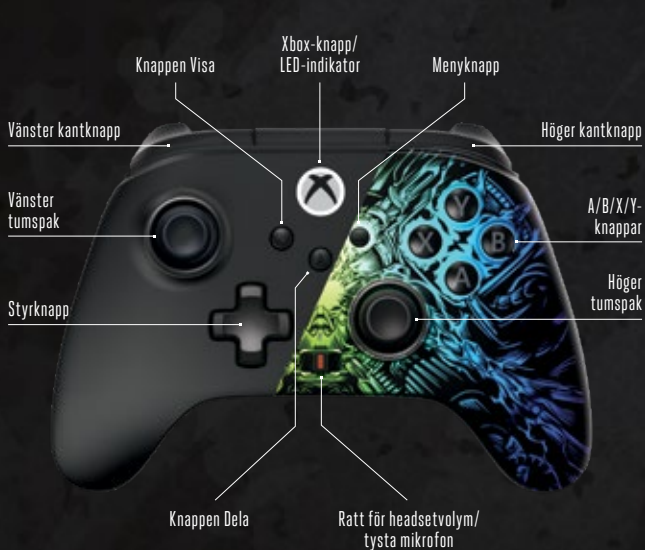 Xbox-knapp/
LED-indikator
Knappen Visa
Menyknapp
Vänster kantknapp
Höger kantknapp
Vänster
tumspak
A/B/X/Y-
knappar
Y
X
B
A
Höger
tumspak
Styrknapp
Knappen Dela
Ratt för headsetvolym/
tysta mikrofon